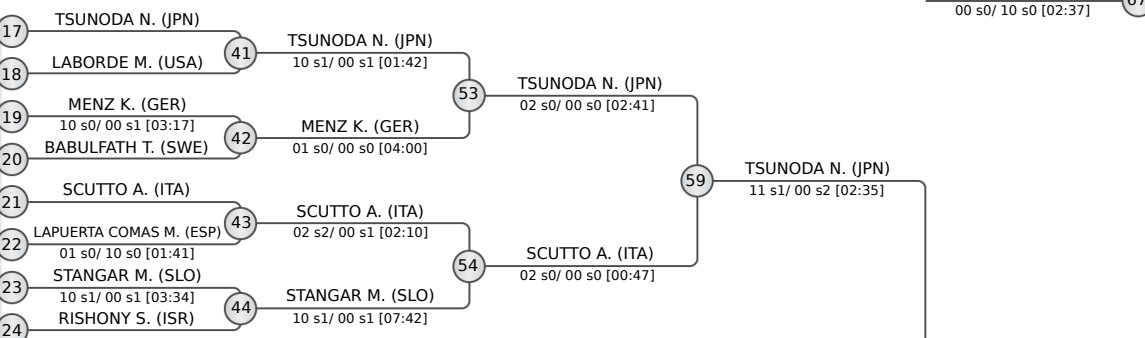 00 s0/ 10 s0 [02:37]
67
17
TSUNODA N. (JPN)
18
LABORDE M. (USA)
41
TSUNODA N. (JPN)
10 s1/ 00 s1 [01:42]
19
MENZ K. (GER)
10 s0/ 00 s1 [03:17]
20
BABULFATH T. (SWE)
42
MENZ K. (GER)
01 s0/ 00 s0 [04:00]
53
TSUNODA N. (JPN)
02 s0/ 00 s0 [02:41]
21
SCUTTO A. (ITA)
22
LAPUERTA COMAS M. (ESP)
01 s0/ 10 s0 [01:41]
43
SCUTTO A. (ITA)
02 s2/ 00 s1 [02:10]
23
STANGAR M. (SLO)
10 s1/ 00 s1 [03:34]
24
RISHONY S. (ISR)
44
STANGAR M. (SLO)
10 s1/ 00 s1 [07:42]
54
SCUTTO A. (ITA)
02 s0/ 00 s0 [00:47]
59
TSUNODA N. (JPN)
11 s1/ 00 s2 [02:35]